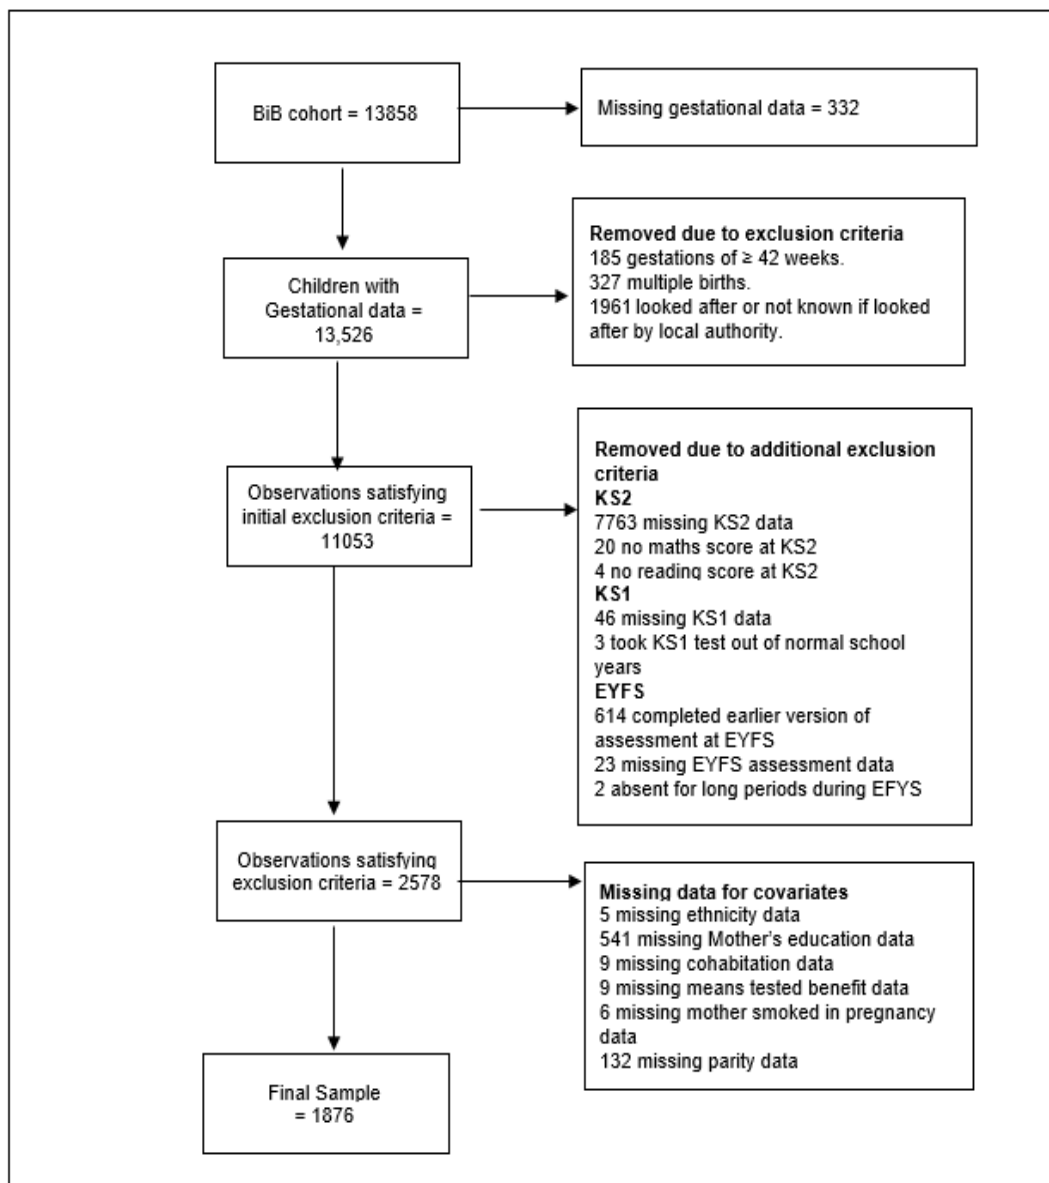 BiB cohort = 13858
Missing gestational data = 332
Children with
Gestational data =
13,526
Removed due to exclusion criteria
185 gestations of ≥ 42 weeks.
327 multiple births.
1961 looked after or not known if looked
after by local authority.
Observations satisfying
initial exclusion criteria =
11053
Removed due to additional exclusion
criteria
KS2
7763 missing KS2 data
20 no maths score at KS2
4 no reading score at KS2
KS1
46 missing KS1 data
3 took KS1 test out of normal school
years
EYFS
614 completed earlier version of
assessment at EYFS
23 missing EYFS assessment data
2 absent for long periods during EFYS
Observations satisfying
exclusion criteria = 2578
Missing data for covariates
5 missing ethnicity data
541 missing Mother's education data
9 missing cohabitation data
9 missing means tested benefit data
6 missing mother smoked in pregnancy
data
132 missing parity data
Final Sample
= 1876